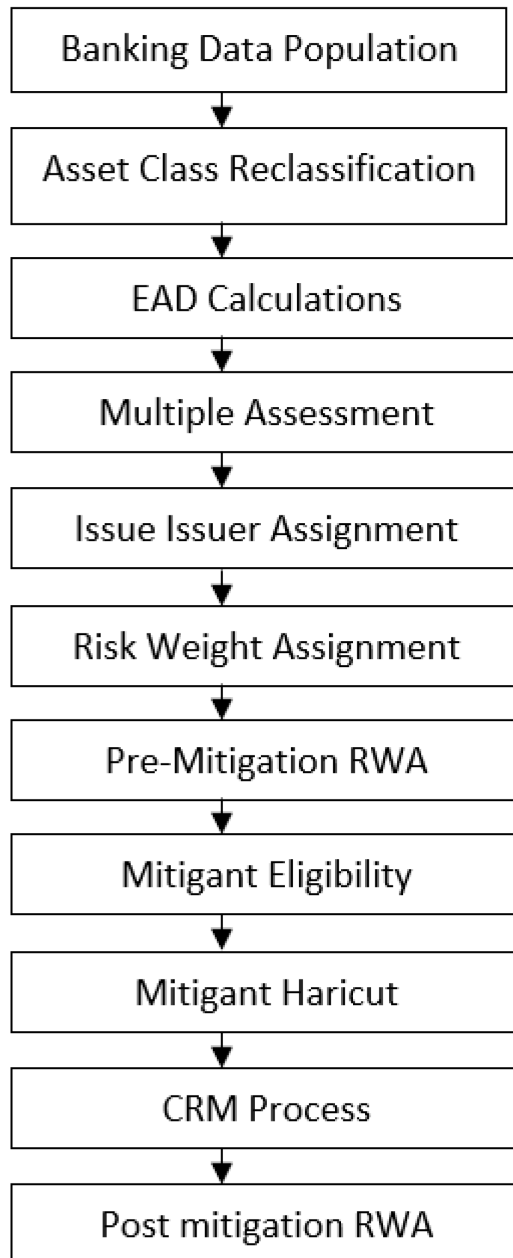 Banking Data Population
Asset Class Reclassification
EAD Calculations
Multiple Assessment
Issue Issuer Assignment
Risk Weight Assignment
Pre-Mitigation RWA
Mitigant Eligibility
Mitigant Haricut
CRM Process
Post mitigation RWA